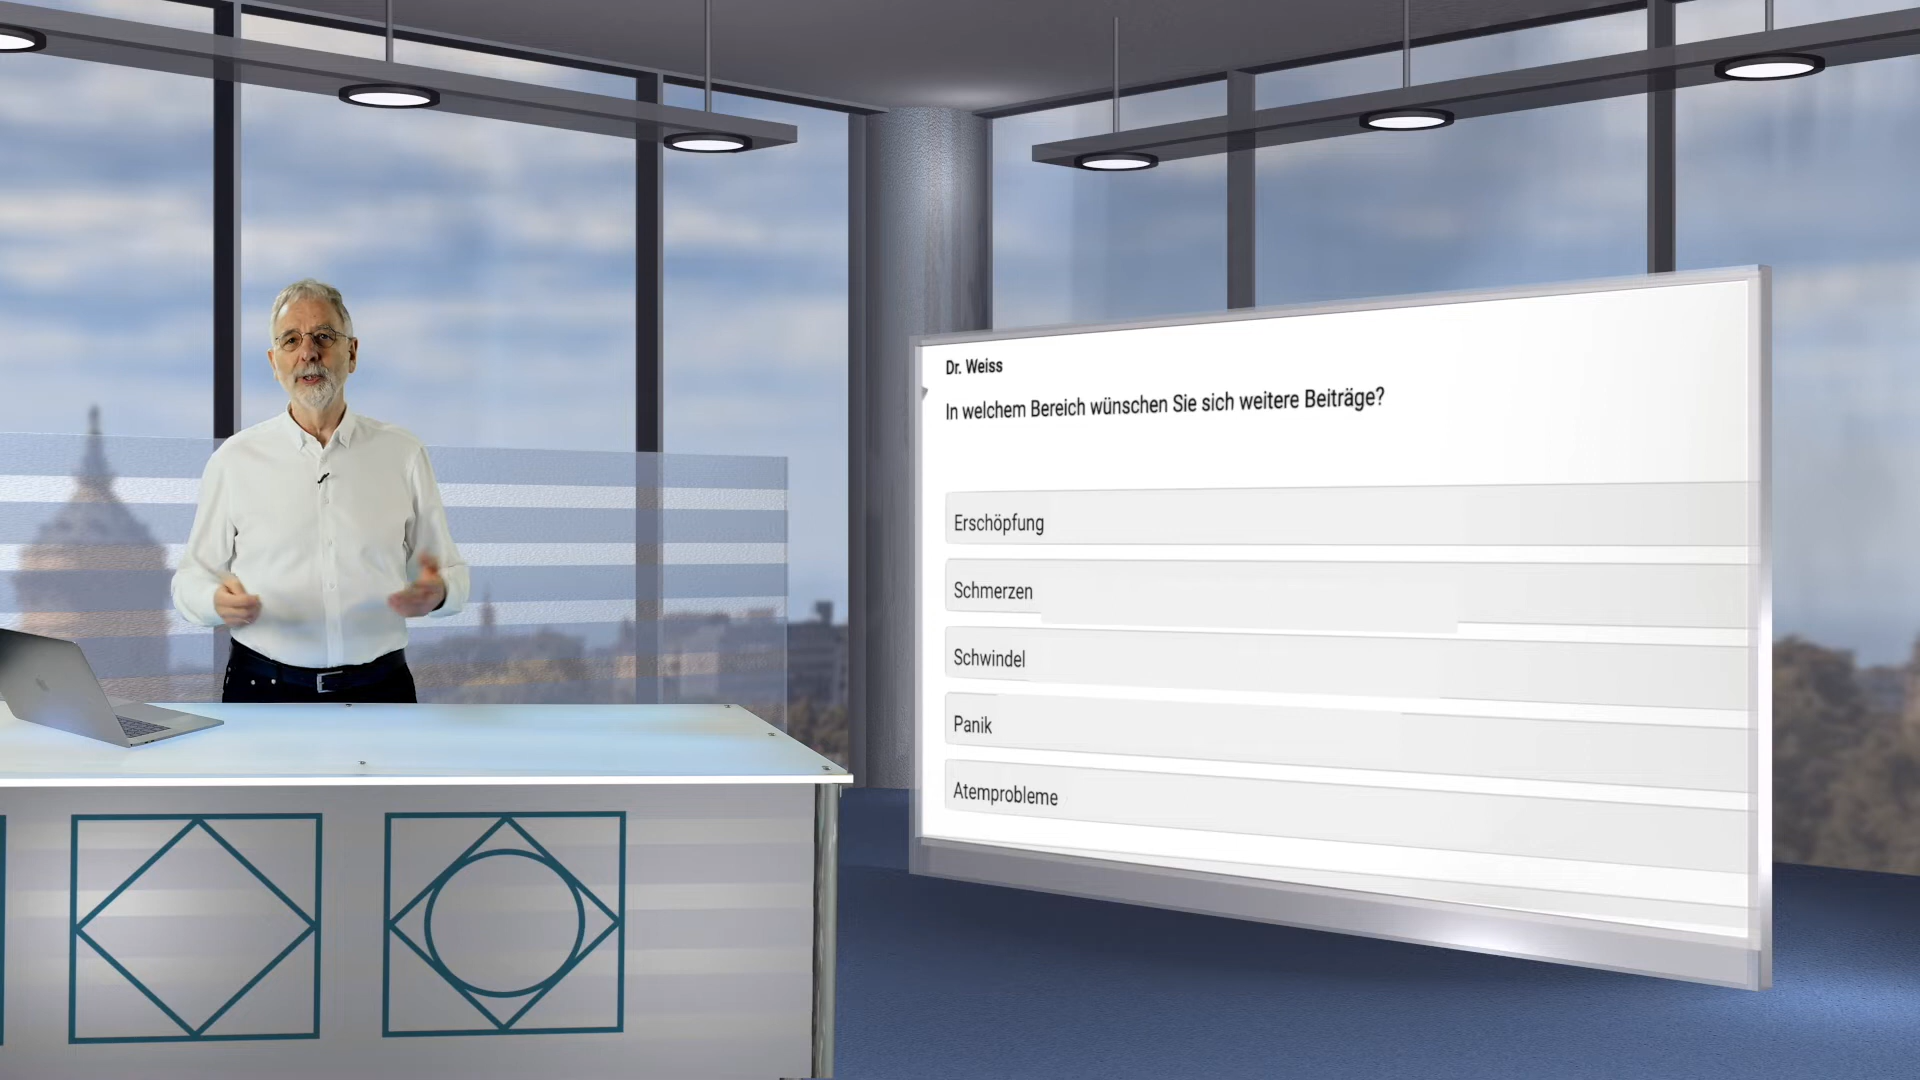 Dr. Weiss
In welchem Bereich wünschen Sie sich weitere Beiträge?
Erschöpfung
Schmerzen
Schwindel
Panik
Atemprobleme